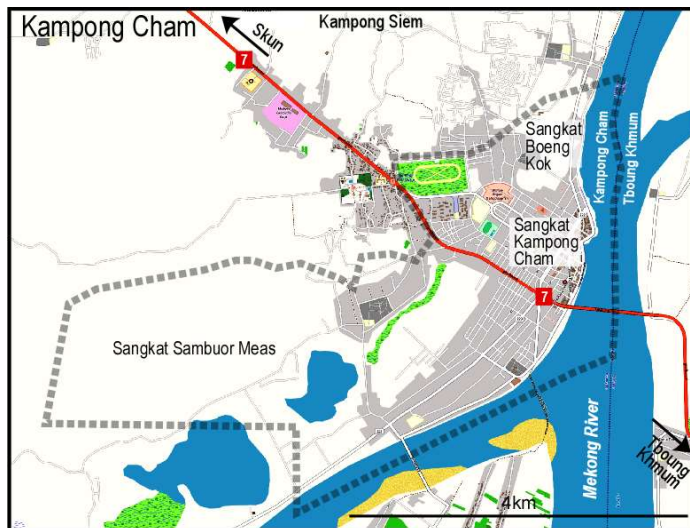 Kampong Cham
Skun
Kampong Siem
7
Sangkat
Boeng
Kok
Kampong Cham
Tboung Khmum
Sangkat
Kampong
Cham
7
Sangkat Sambuor Meas
Mekong River
Tboung
Khmum
4km